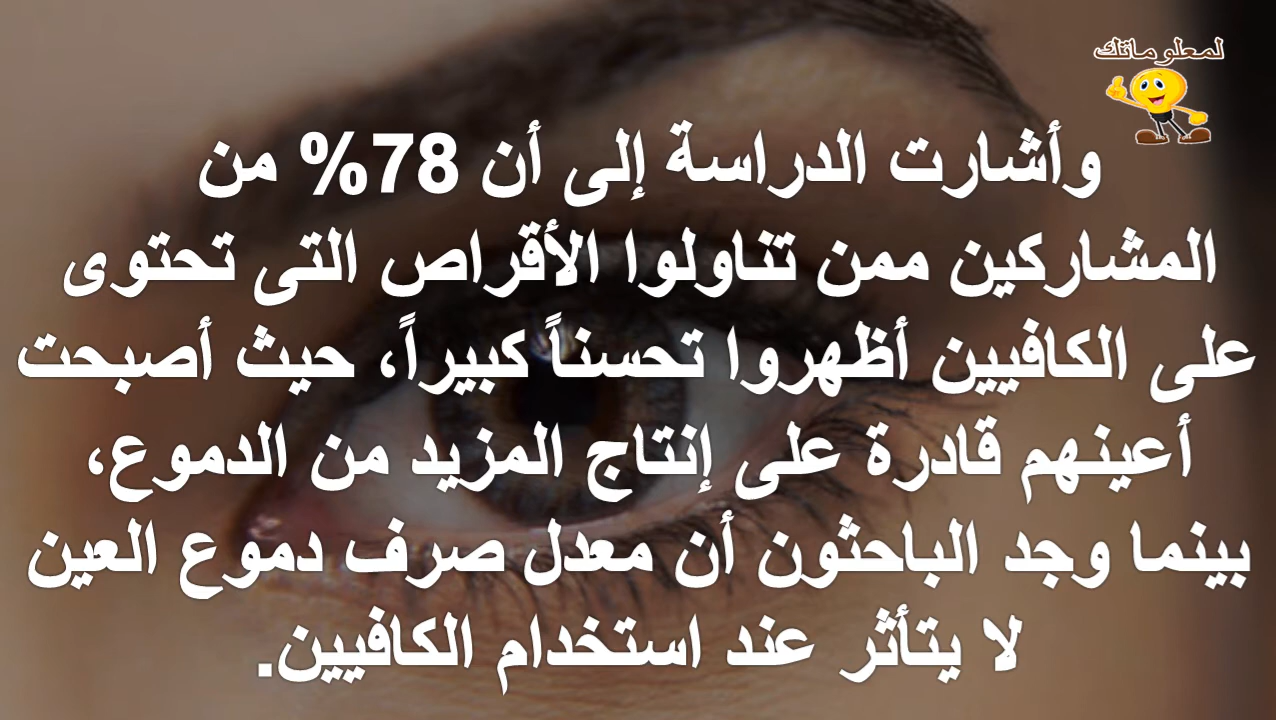 لمعلوماتك
وأشارت الدراسة إلى أن 78% من
المشاركين ممن تناولوا الأقراص التى تحتوى
على الكافيين أظهروا تحسناً كبيراً، حيث أصبحت
أعينهم قادرة على إنتاج المزيد من الدموع،
بينما وجد الباحثون أن معدل صرف دموع العين
لا يتأثر عند استخدام الكافيين.